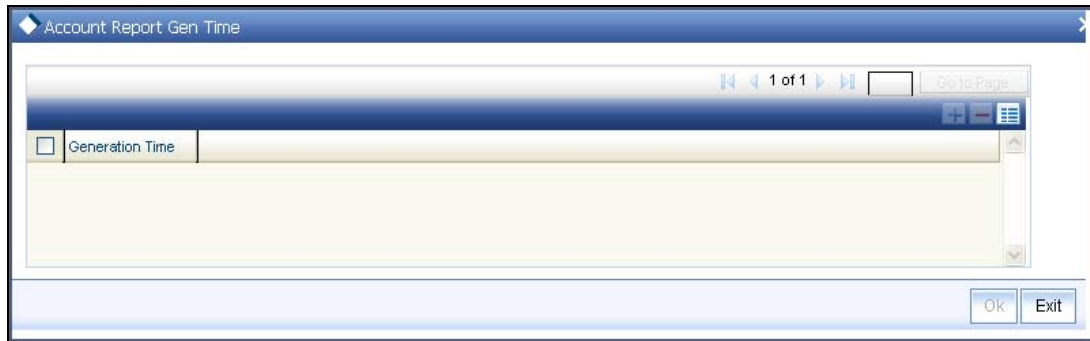 Account Report Gen Time
1 of 1 Go to Page
Generation Time
Ok Exit